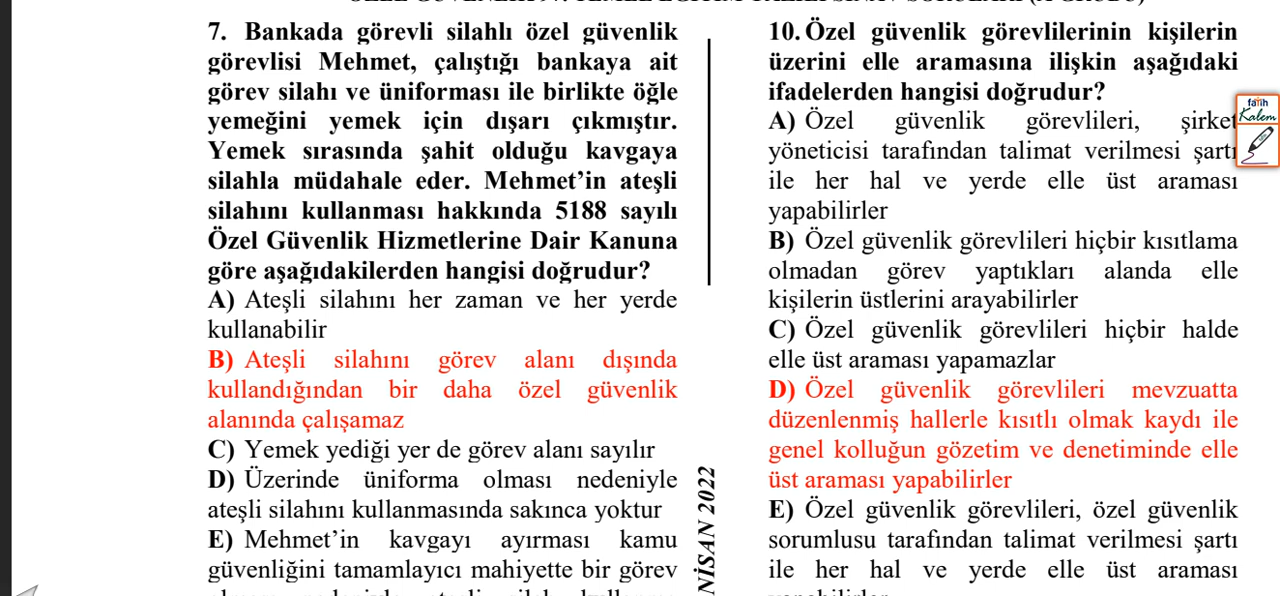 7. Bankada görevli silahlı özel güvenlik
görevlisi Mehmet, çalıştığı bankaya ait
görev silahı ve üniforması ile birlikte öğle
yemeğini yemek için dışarı çıkmıştır.
Yemek sırasında şahit olduğu kavgaya
silahla müdahale eder. Mehmet’in ateşli
silahını kullanması hakkında 5188 sayılı
Özel Güvenlik Hizmetlerine Dair Kanuna
göre aşağıdakilerden hangisi doğrudur?
A) Ateşli silahını her zaman ve her yerde
kullanabilir
B) Ateşli silahını görev alanı dışında
kullandığından bir daha özel güvenlik
alanında çalışamaz
C) Yemek yediği yer de görev alanı sayılır
D) Üzerinde üniforma olması nedeniyle
ateşli silahını kullanmasında sakınca yoktur
E) Mehmet’in kavgayı ayırması kamu
güvenliğini tamamlayıcı mahiyette bir görev
NİSAN 2022
10. Özel güvenlik görevlilerinin kişilerin
üzerini elle aramasına ilişkin aşağıdaki
ifadelerden hangisi doğrudur?
A) Özel güvenlik görevlileri, şirket
yöneticisi tarafından talimat verilmesi şartı
ile her hal ve yerde elle üst araması
yapabilirler
B) Özel güvenlik görevlileri hiçbir kısıtlama
olmadan görev yaptıkları alanda elle
kişilerin üstlerini arayabilirler
C) Özel güvenlik görevlileri hiçbir halde
elle üst araması yapamazlar
D) Özel güvenlik görevlileri mevzuatta
düzenlenmiş hallerle kısıtlı olmak kaydı ile
genel kolluğun gözetim ve denetiminde elle
üst araması yapabilirler
E) Özel güvenlik görevlileri, özel güvenlik
sorumlusu tarafından talimat verilmesi şartı
ile her hal ve yerde elle üst araması
fatih
Kalem